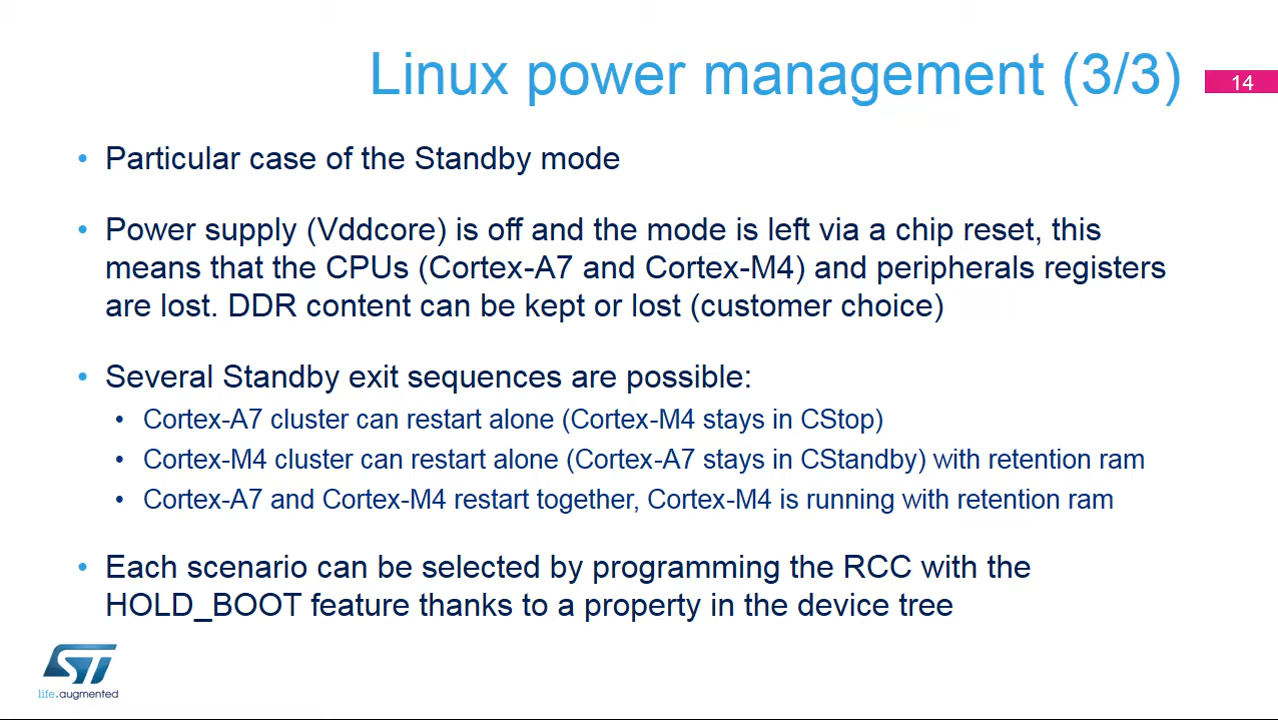 Linux power management (3/3)
14
• Particular case of the Standby mode
• Power supply (Vddcore) is off and the mode is left via a chip reset, this
means that the CPUs (Cortex-A7 and Cortex-M4) and peripherals registers
are lost. DDR content can be kept or lost (customer choice)
• Several Standby exit sequences are possible:
• Cortex-A7 cluster can restart alone (Cortex-M4 stays in CStop)
• Cortex-M4 cluster can restart alone (Cortex-A7 stays in CStandby) with retention ram
• Cortex-A7 and Cortex-M4 restart together, Cortex-M4 is running with retention ram
• Each scenario can be selected by programming the RCC with the
HOLD_BOOT feature thanks to a property in the device tree
ST
life.augmented